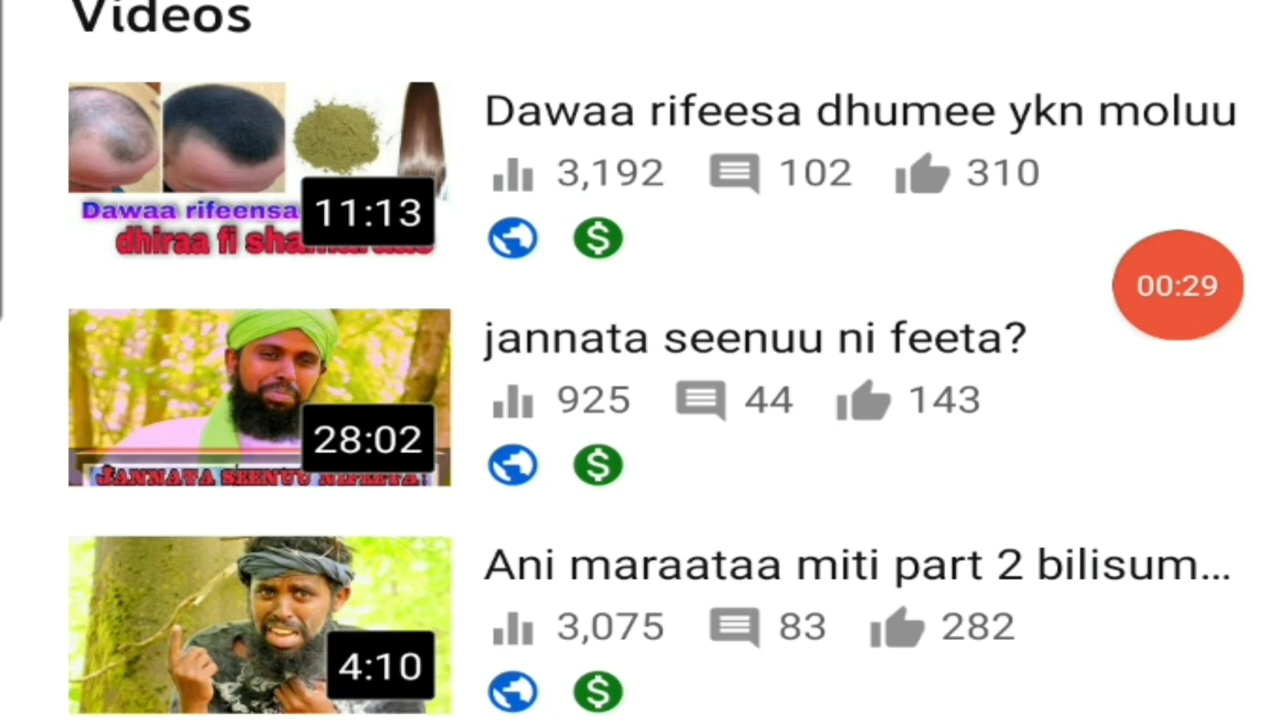 Videos
Dawaa rifeesa dhumee ykn moluu
3,192 102 310
Dawaa rifeensa
11:13
dhiraa fi
00:29
jannata seenuu ni feeta?
925 44 143
28:02
JANNATA SEENUU NIFEETA?
Ani maraataa miti part 2 bilisum...
3,075 83 282
4:10